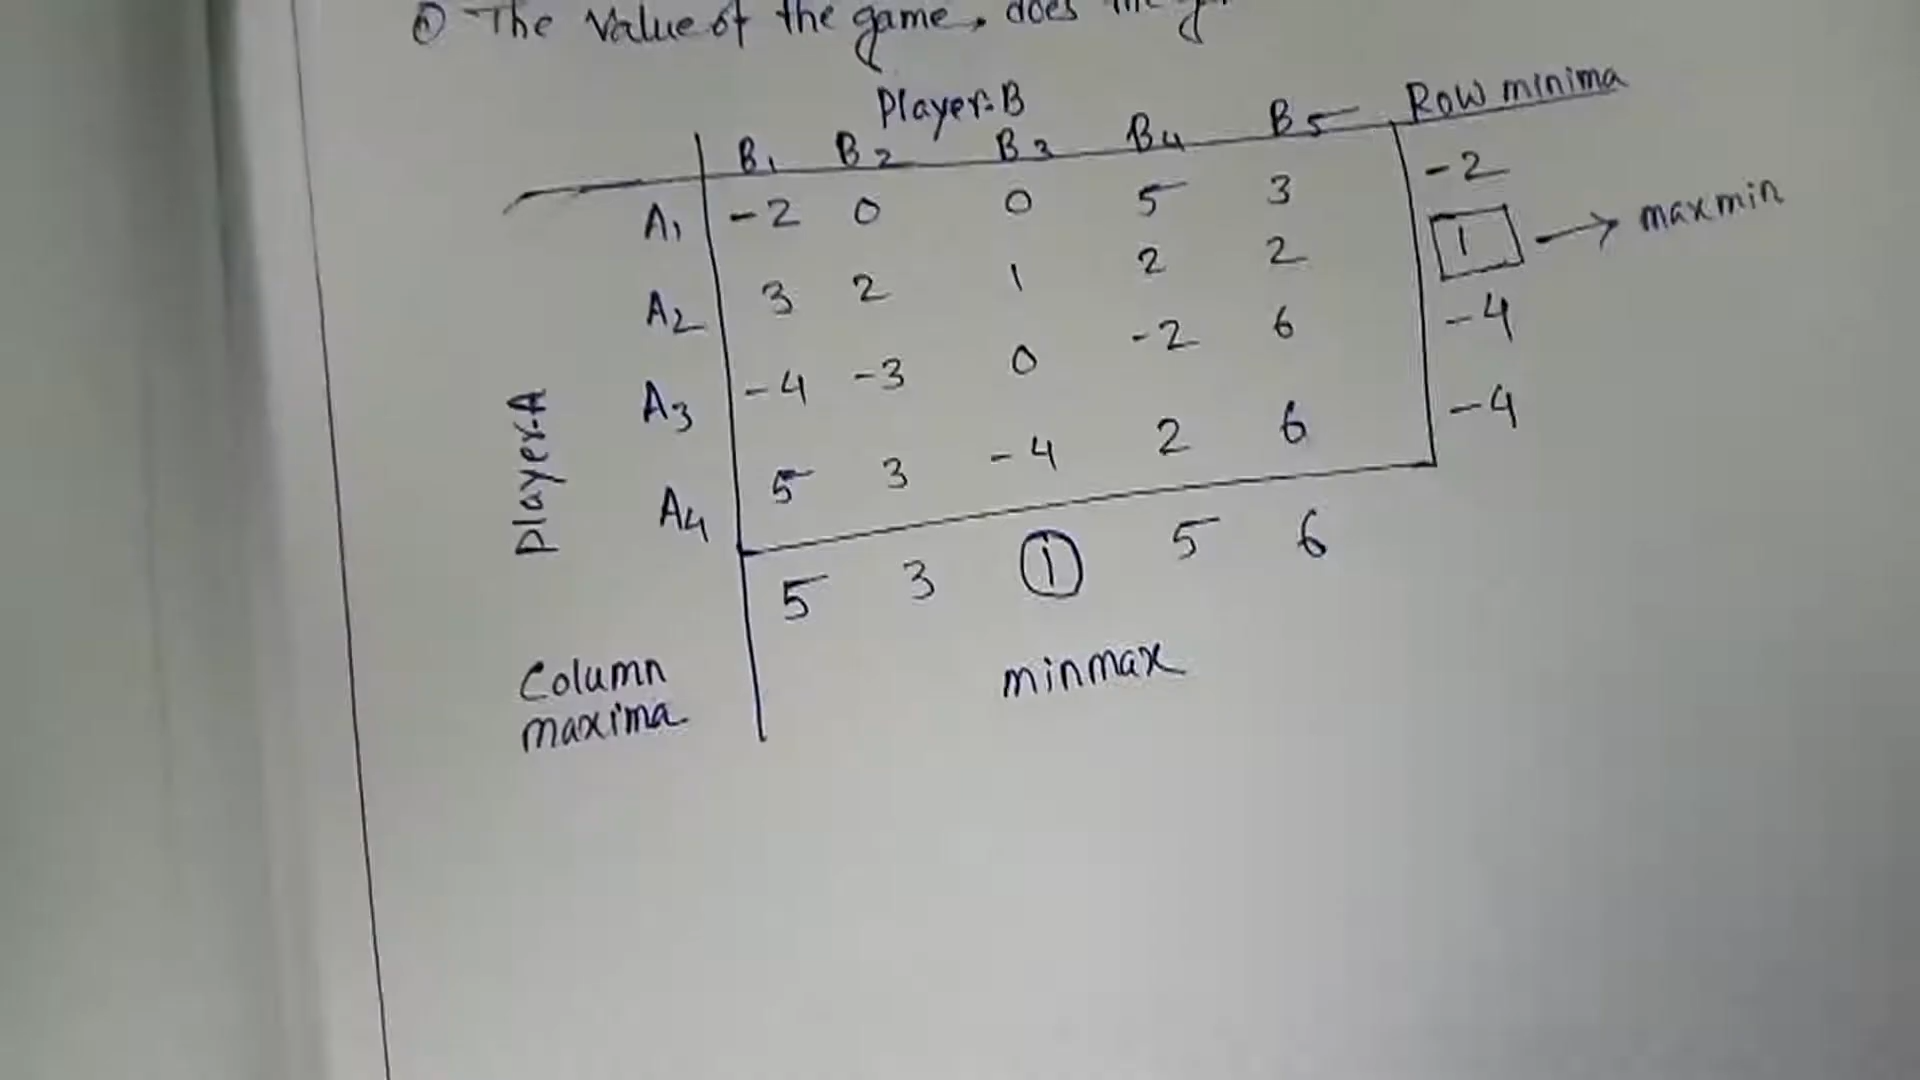 ① The Value of the game. does the
Player-B
B1 B2 B3 B4 B5 Row minima
A1 -2 0 0 5 3 -2
A2 3 2 1 2 2 1 → maxmin
A3 -4 -3 0 -2 6 -4
A4 5 3 -4 2 6 -4
Player-A
5 3 1 5 6
Column
maxima
minmax